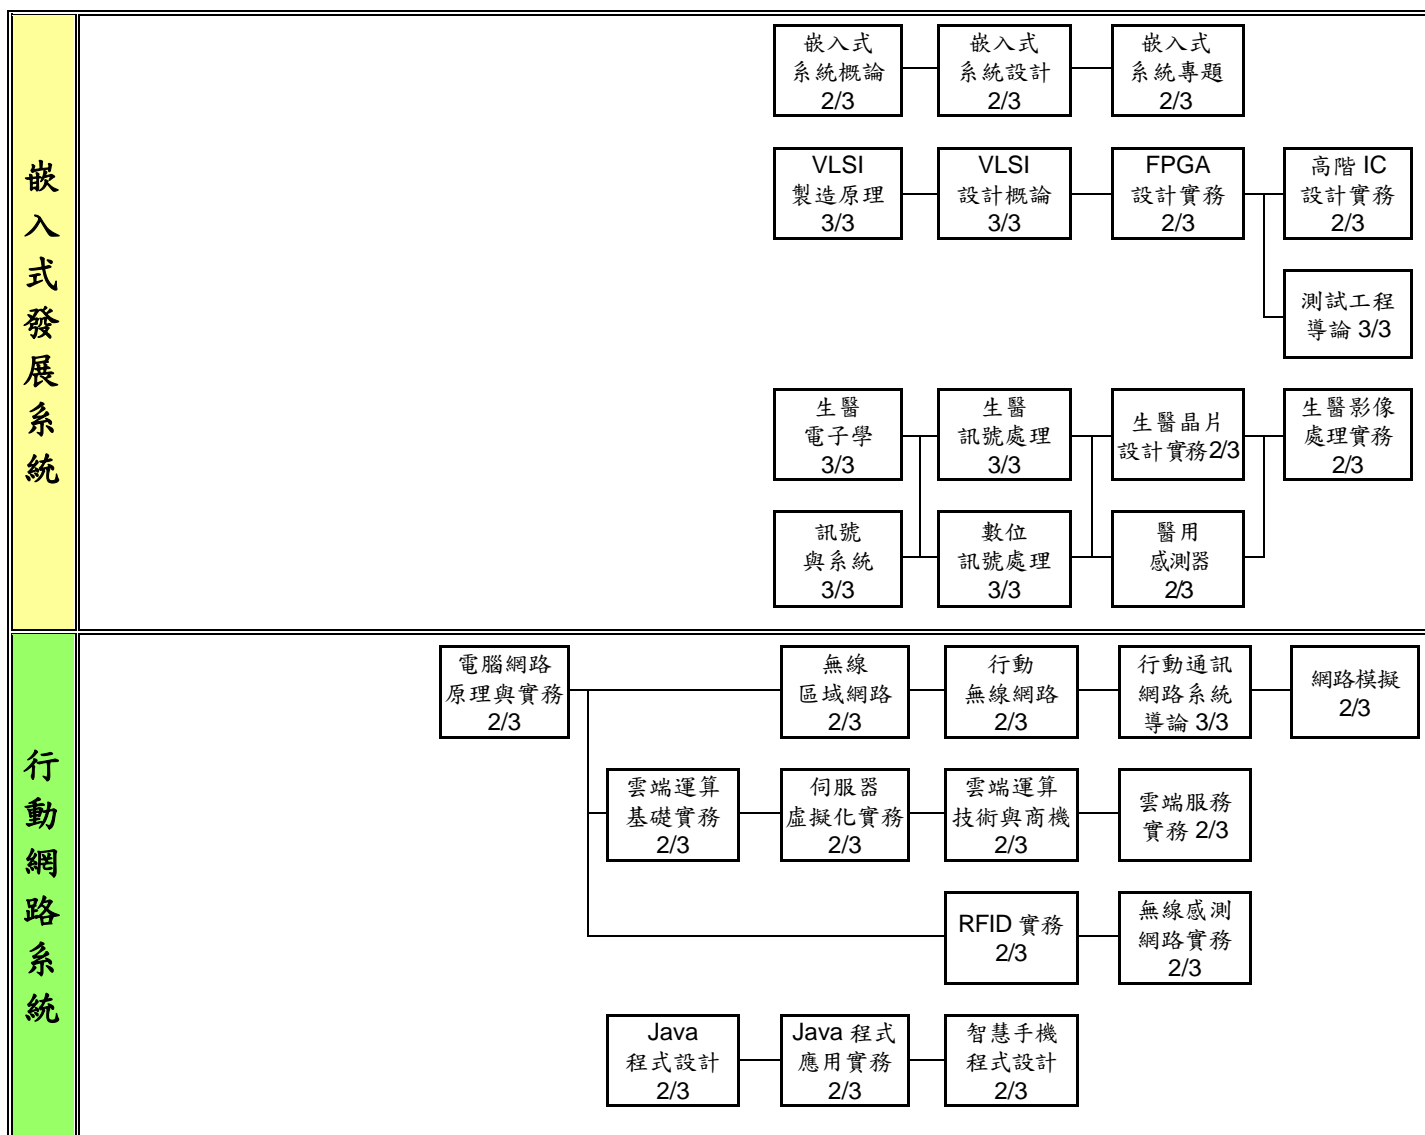 嵌入式發展系統
嵌入式
系統概論
2/3
嵌入式
系統設計
2/3
嵌入式
系統專題
2/3
VLSI
製造原理
3/3
VLSI
設計概論
3/3
FPGA
設計實務
2/3
高階 IC
設計實務
2/3
測試工程
導論 3/3
生醫
電子學
3/3
生醫
訊號處理
3/3
生醫晶片
設計實務2/3
生醫影像
處理實務
2/3
訊號
與系統
3/3
數位
訊號處理
3/3
醫用
感測器
2/3
行動網路系統
電腦網路
原理與實務
2/3
無線
區域網路
2/3
行動
無線網路
2/3
行動通訊
網路系統
導論 3/3
網路模擬
2/3
雲端運算
基礎實務
2/3
伺服器
虛擬化實務
2/3
雲端運算
技術與商機
2/3
雲端服務
實務 2/3
RFID 實務
2/3
無線感測
網路實務
2/3
Java
程式設計
2/3
Java 程式
應用實務
2/3
智慧手機
程式設計
2/3